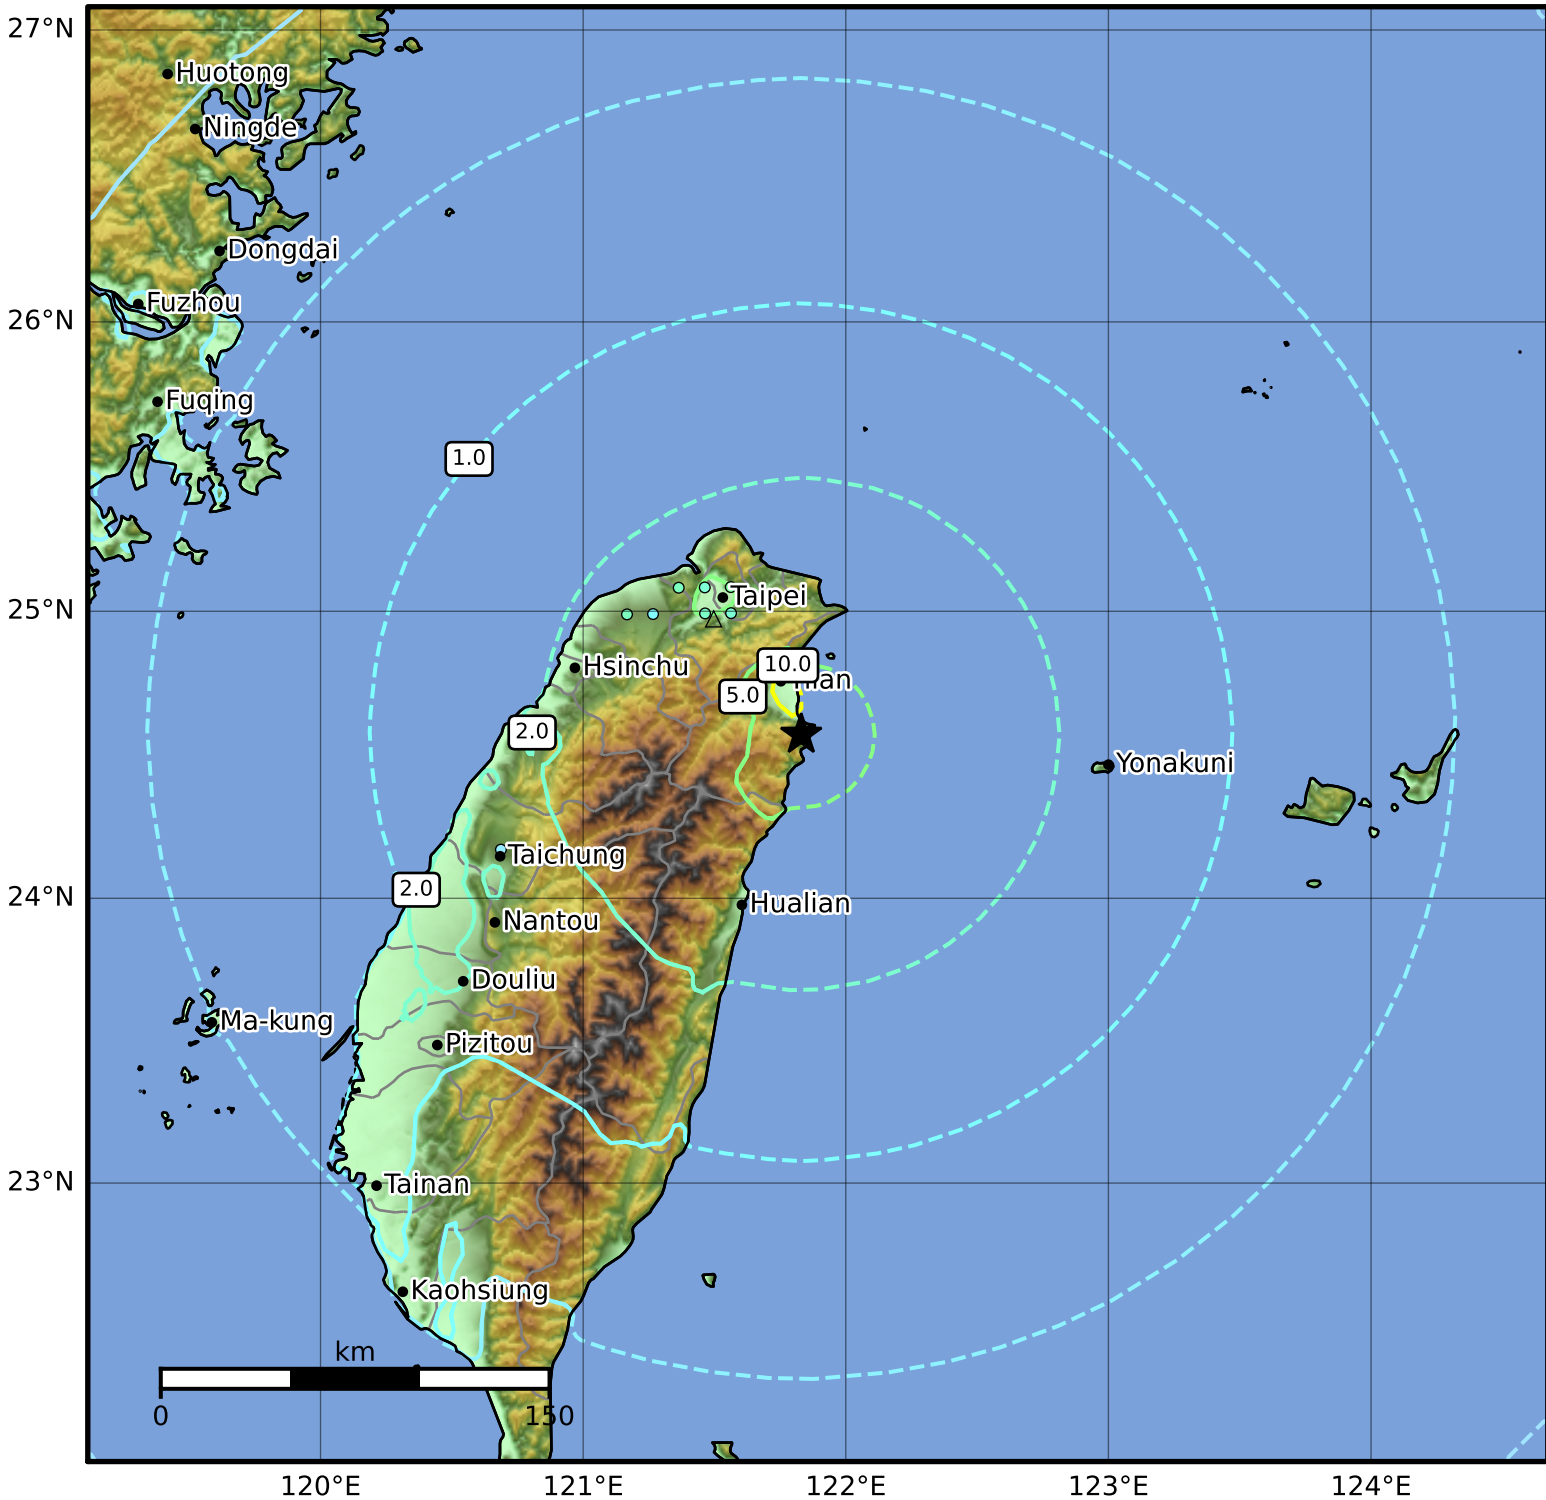 27°N
Huotong
Ningde
Dongdai
Fuzhou
26°N
Fuqing
1.0
25°N
Taipei
Hsinchu
10.0
5.0
2.0
Yonakuni
Taichung
2.0
24°N
Hualian
Nantou
Douliu
Ma-kung
Pizitou
23°N
Tainan
Kaohsiung
km
0
150
120°E
121°E
122°E
123°E
124°E